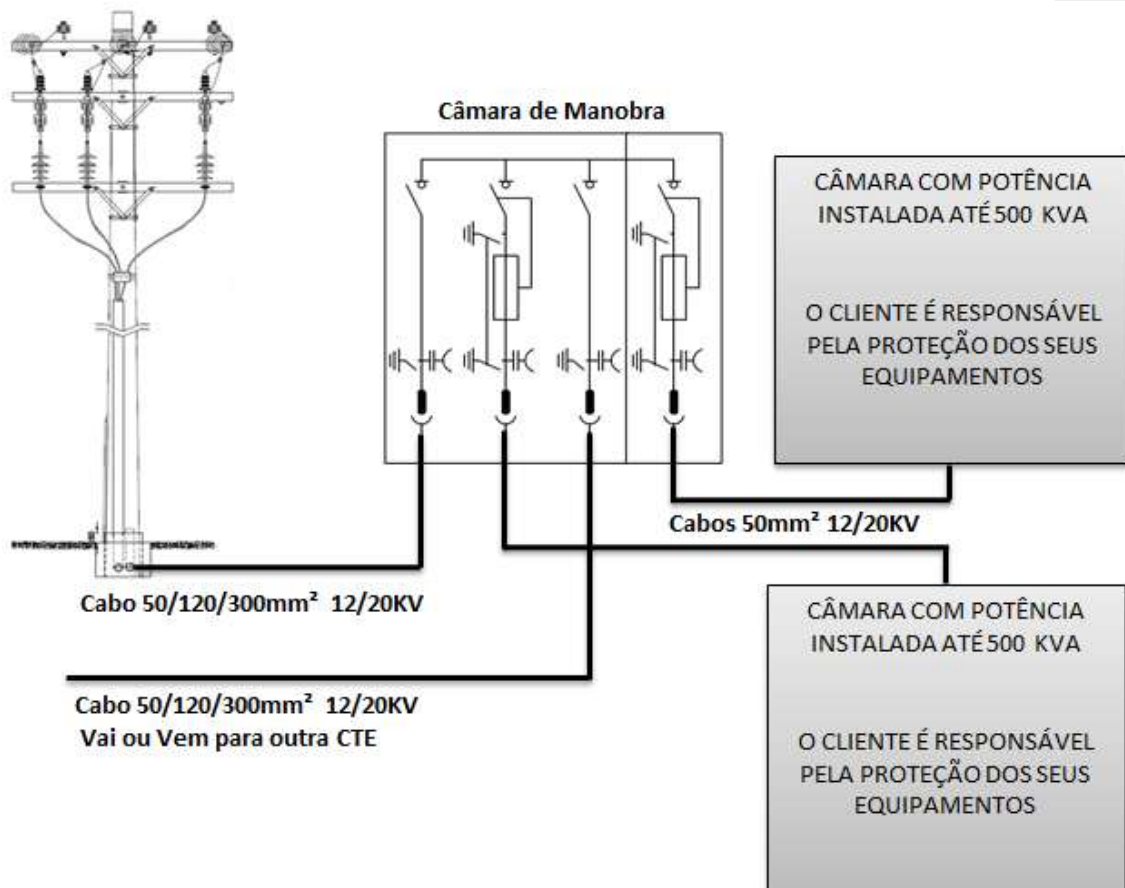 Câmara de Manobra
CÂMARA COM POTÊNCIA
INSTALADA ATÉ 500 KVA
O CLIENTE É RESPONSÁVEL
PELA PROTEÇÃO DOS SEUS
EQUIPAMENTOS
Cabos 50mm² 12/20KV
Cabo 50/120/300mm² 12/20KV
CÂMARA COM POTÊNCIA
INSTALADA ATÉ 500 KVA
O CLIENTE É RESPONSÁVEL
PELA PROTEÇÃO DOS SEUS
EQUIPAMENTOS
Cabo 50/120/300mm² 12/20KV
Vai ou Vem para outra CTE